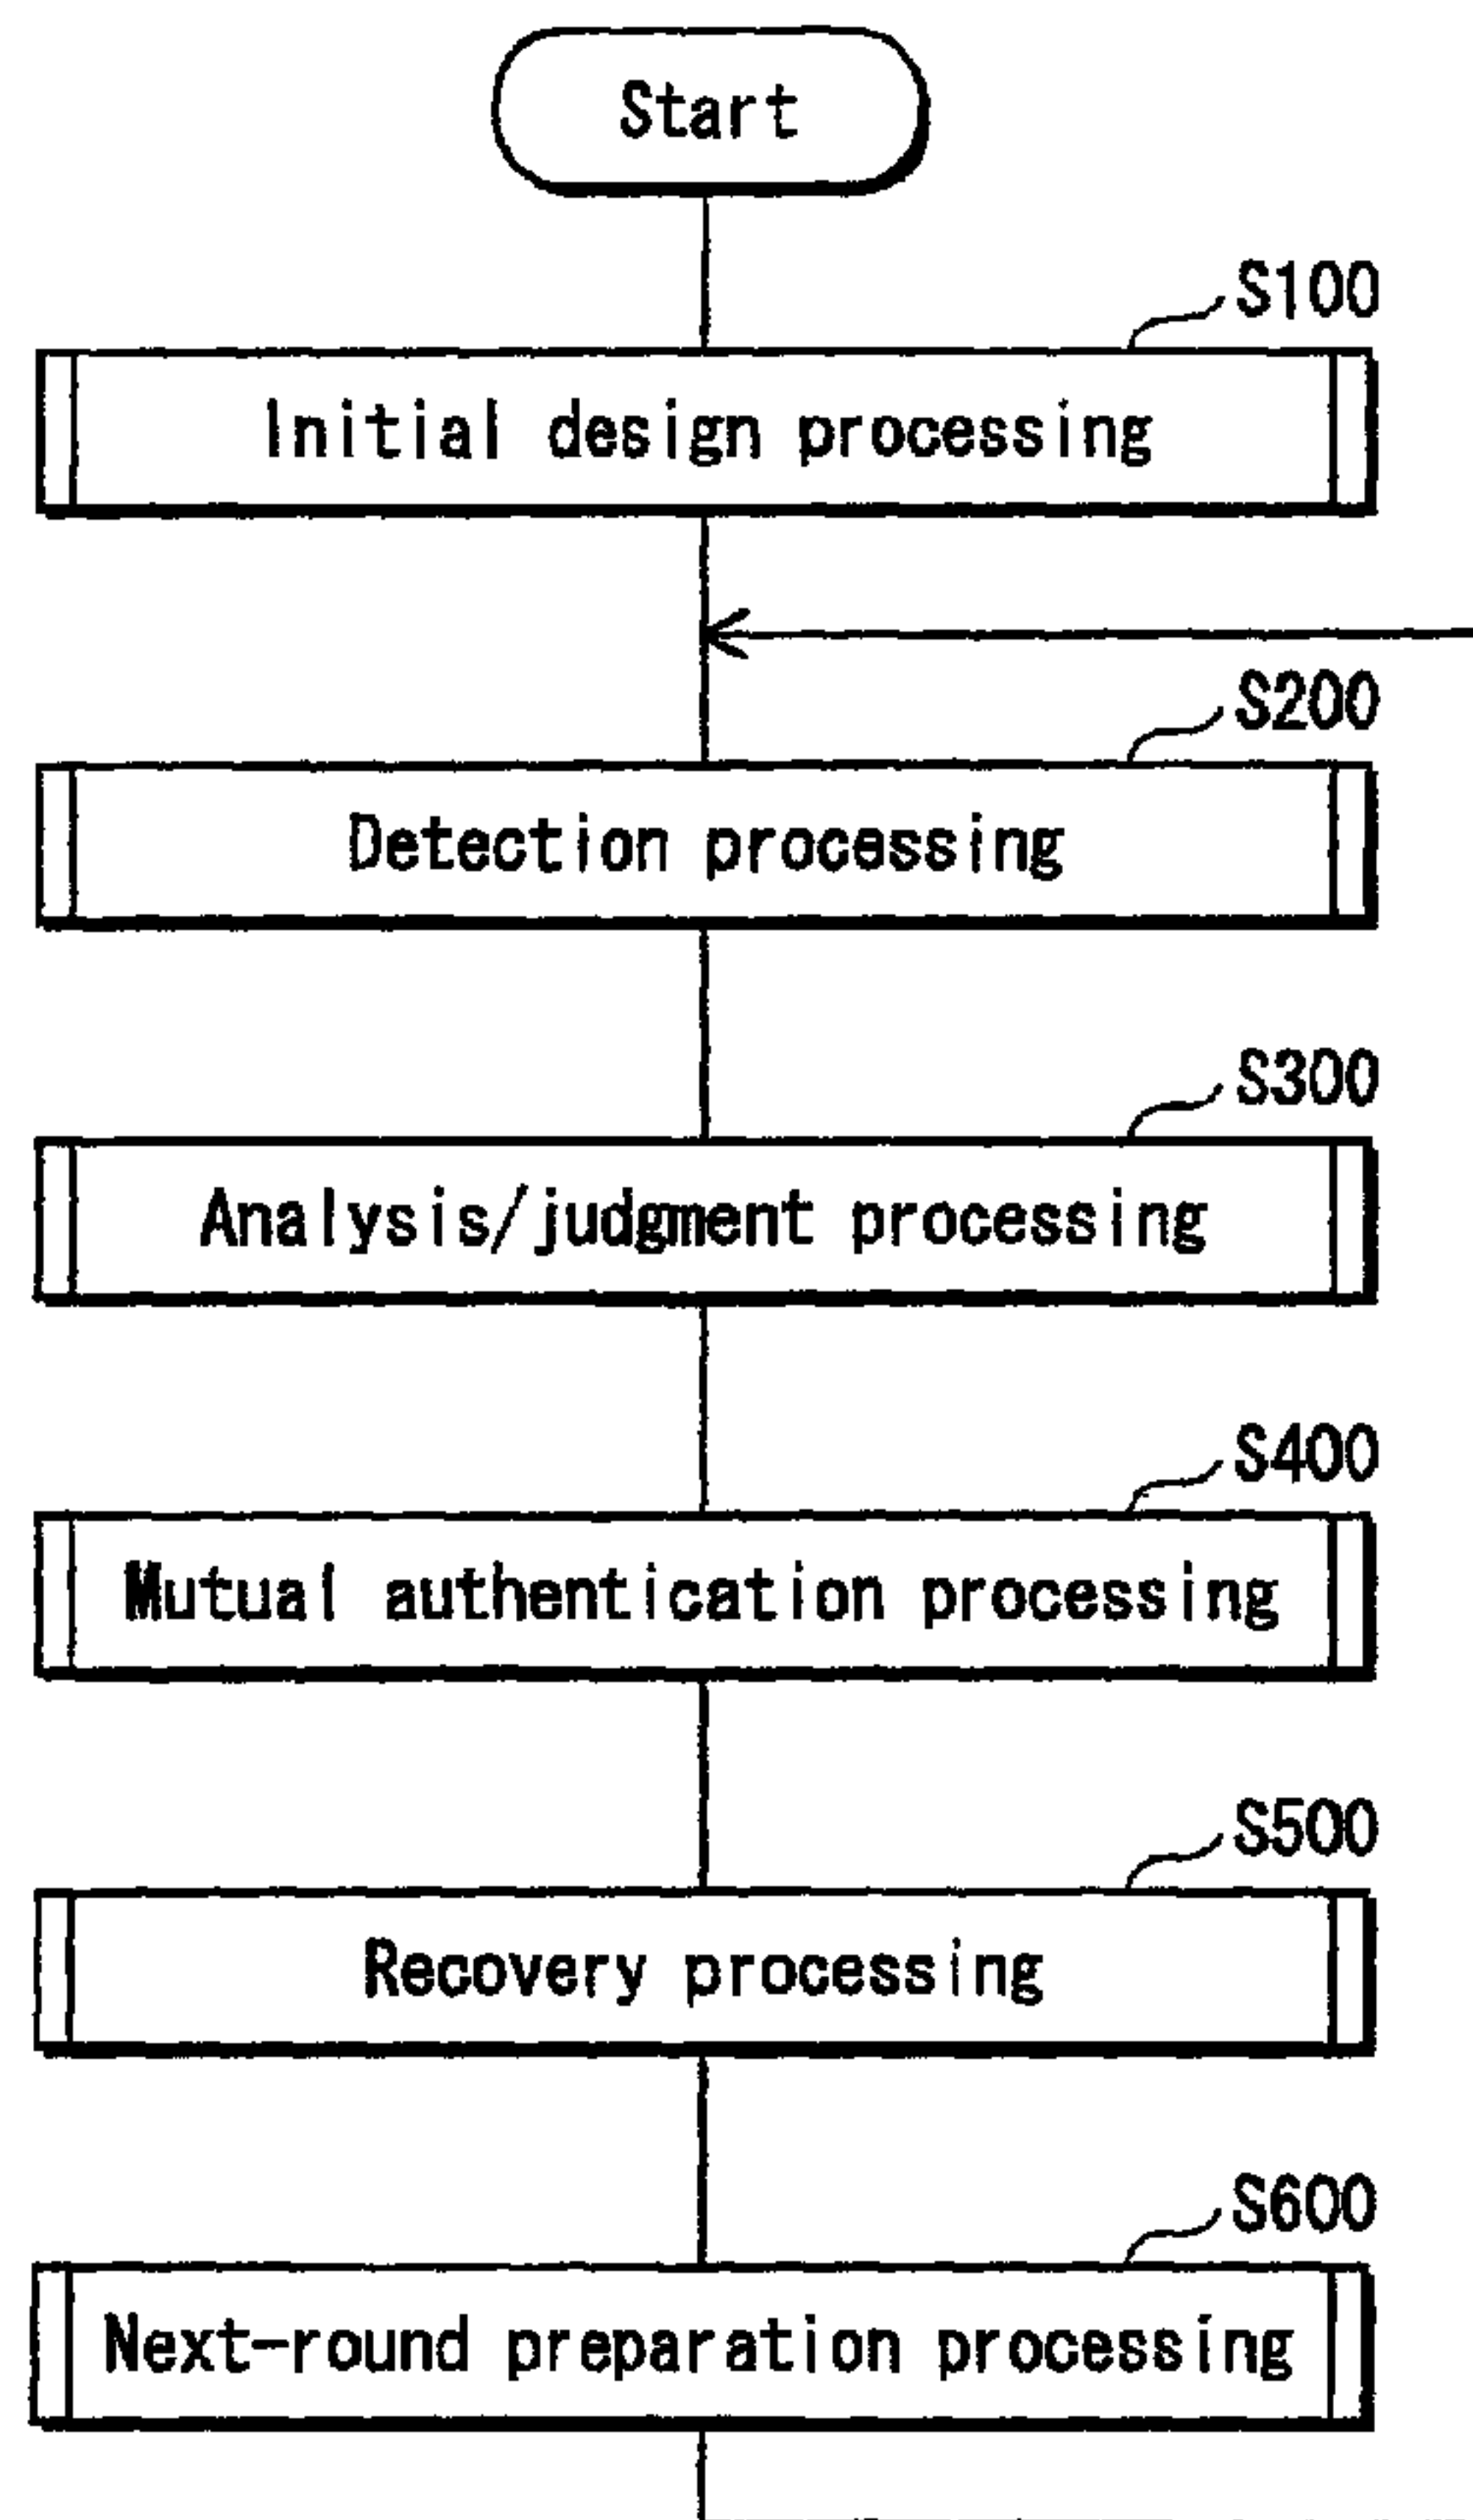 Start
S100
Initial design processing
S200
Detection processing
S300
Analysis/judgment processing
S400
Mutual authentication processing
S500
Recovery processing
S600
Next-round preparation processing